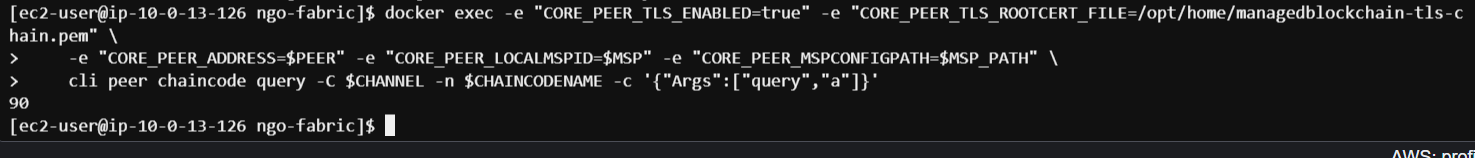 [ec2-user@ip-10-0-13-126 ngo-fabric]$ docker exec -e "CORE_PEER_TLS_ENABLED=true" -e "CORE_PEER_TLS_ROOTCERT_FILE=/opt/home/managedblockchain-tls-c
hain.pem" \
>     -e "CORE_PEER_ADDRESS=$PEER" -e "CORE_PEER_LOCALMSPID=$MSP" -e "CORE_PEER_MSPCONFIGPATH=$MSP_PATH" \
>     cli peer chaincode query -C $CHANNEL -n $CHAINCODENAME -c '{"Args":["query","a"]}'
90
[ec2-user@ip-10-0-13-126 ngo-fabric]$
AWS: prof